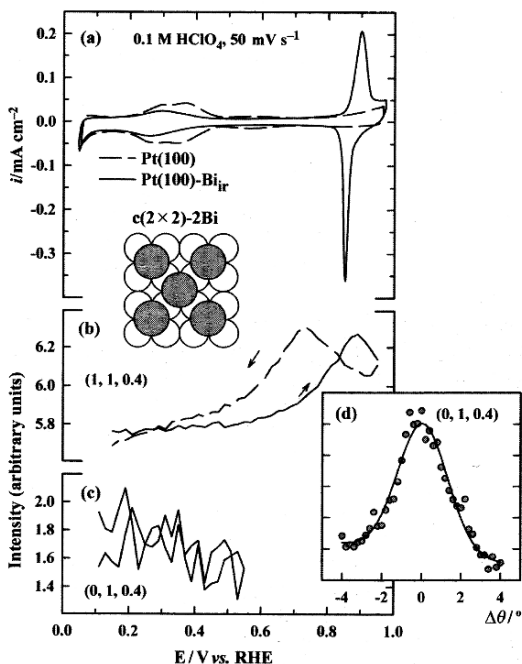 (a) 0.1 M HClO₄, 50 mV s⁻¹
0.2
0.1
0.0
-0.1
-0.2
-0.3
i/mA cm⁻²
Pt(100)
Pt(100)-Biᵢᵣ
c(2×2)-2Bi
(b)
6.2
6.0
5.8
(1, 1, 0.4)
Intensity (arbitrary units)
(c)
2.0
1.8
1.6
1.4
(0, 1, 0.4)
(d) (0, 1, 0.4)
-4 -2 0 2 4
Δθ/°
0.0 0.2 0.4 0.6 0.8 1.0
E / V vs. RHE